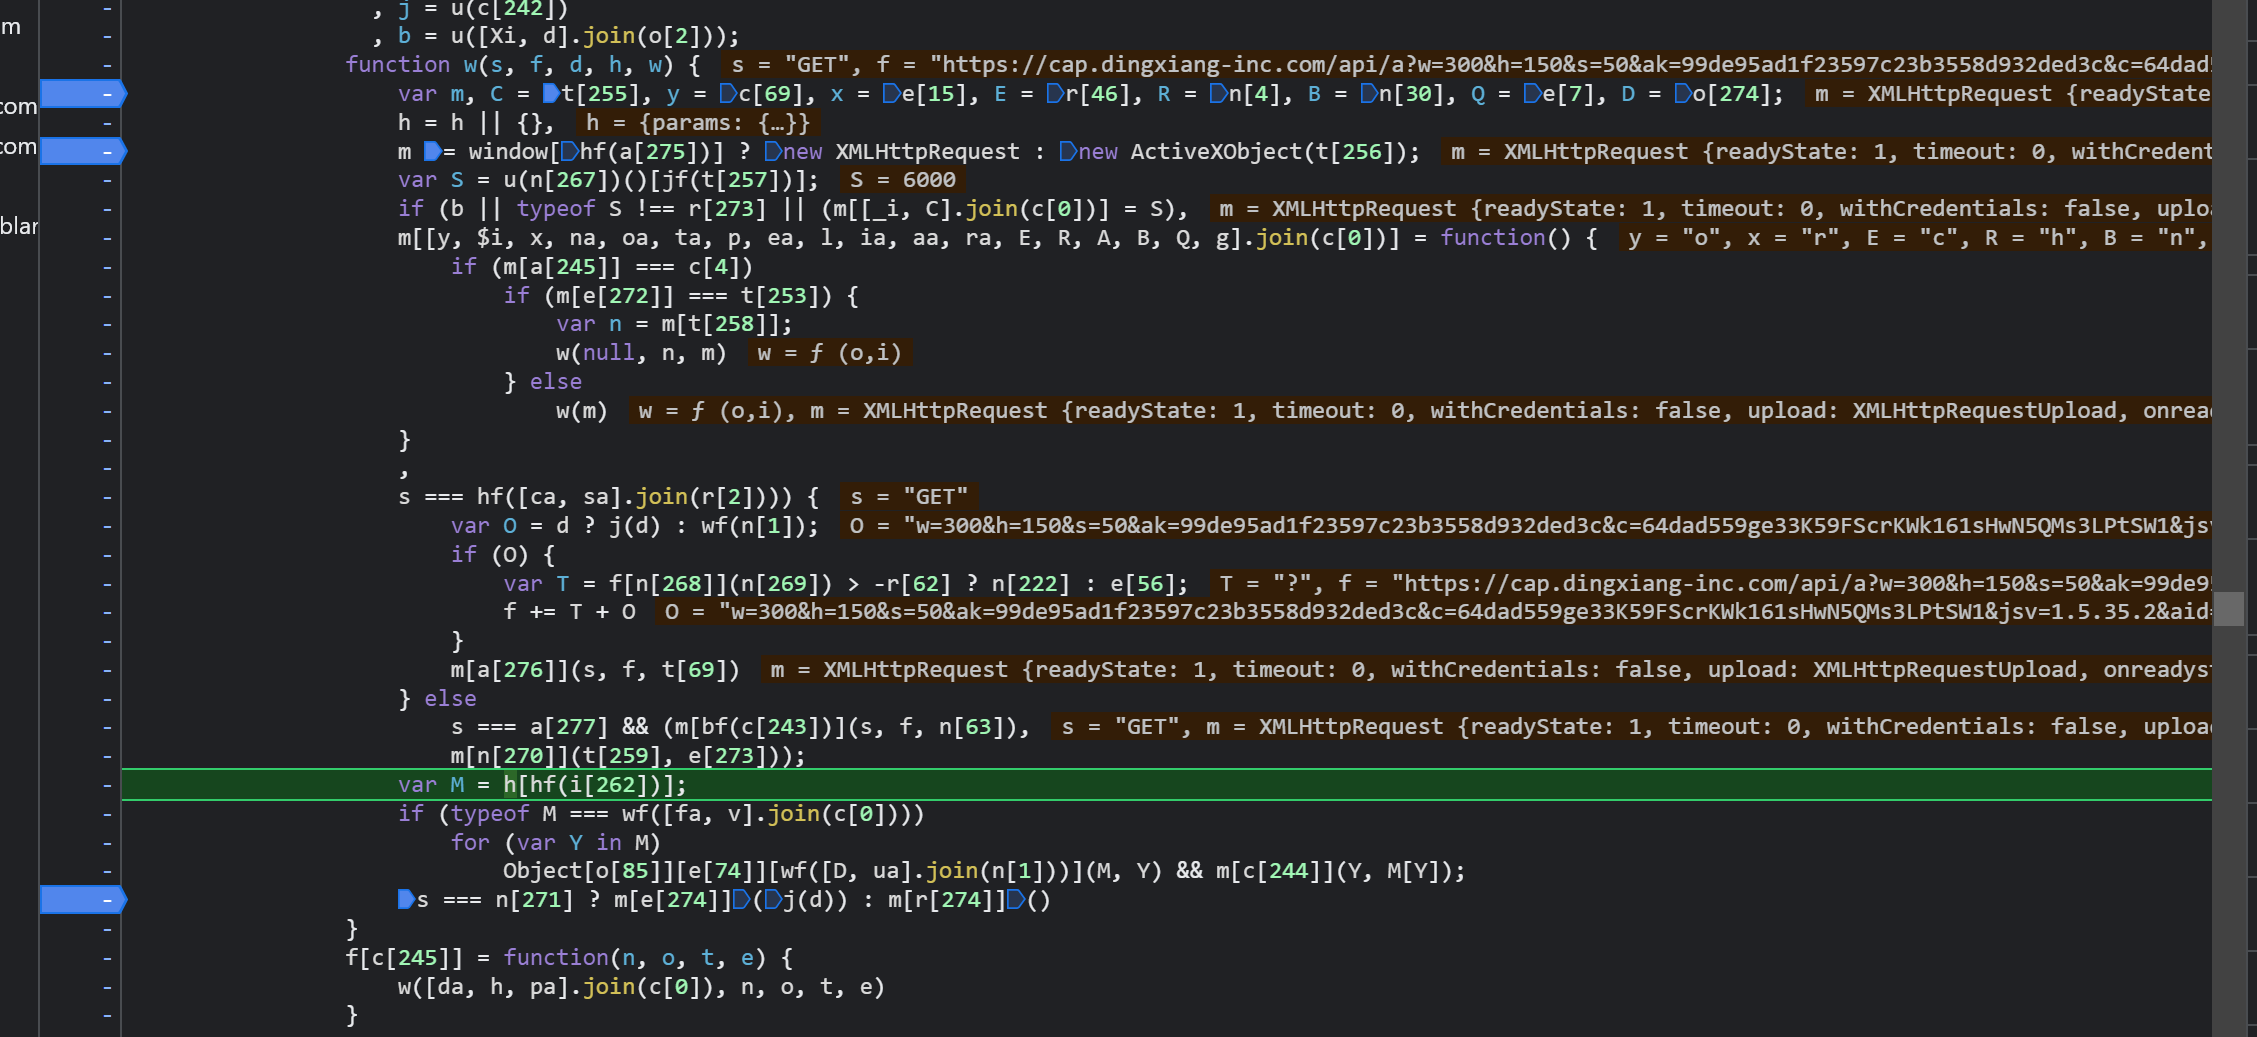 , j = u(c[242])
m
, b = u([Xi, d].join(o[2]));
function w(s, f, d, h, w) { s = "GET", f = "https://cap.dingxiang-inc.com/api/a?w=300&h=150&s=50&ak=99de95ad1f23597c23b3558d932ded3c&c=64dad5
com
var m, C = t[255], y = c[69], x = e[15], E = r[46], R = n[4], B = n[30], Q = e[7], D = o[274]; m = XMLHttpRequest {readyState
h = h || {}, h = {params: {…}}
com
m = window[hf(a[275])] ? new XMLHttpRequest : new ActiveXObject(t[256]); m = XMLHttpRequest {readyState: 1, timeout: 0, withCredent
var S = u(n[267])()[jf(t[257])]; S = 6000
if (b || typeof S !== r[273] || (m[[_i, C].join(c[0])] = S), m = XMLHttpRequest {readyState: 1, timeout: 0, withCredentials: false, uplo
blar
m[[y, $i, x, na, oa, ta, p, ea, l, ia, aa, ra, E, R, A, B, Q, g].join(c[0])] = function() { y = "o", x = "r", E = "c", R = "h", B = "n",
if (m[a[245]] === c[4])
if (m[e[272]] === t[253]) {
var n = m[t[258]];
w(null, n, m) w = ƒ (o,i)
} else
w(m) w = ƒ (o,i), m = XMLHttpRequest {readyState: 1, timeout: 0, withCredentials: false, upload: XMLHttpRequestUpload, onrea
}
,
s === hf([ca, sa].join(r[2]))) { s = "GET"
var O = d ? j(d) : wf(n[1]); O = "w=300&h=150&s=50&ak=99de95ad1f23597c23b3558d932ded3c&c=64dad559ge33K59FScrKWk161sHwN5QMs3LPtSW1&jsv
if (O) {
var T = f[n[268]](n[269]) > -r[62] ? n[222] : e[56]; T = "?", f = "https://cap.dingxiang-inc.com/api/a?w=300&h=150&s=50&ak=99de9
f += T + O O = "w=300&h=150&s=50&ak=99de95ad1f23597c23b3558d932ded3c&c=64dad559ge33K59FScrKWk161sHwN5QMs3LPtSW1&jsv=1.5.35.2&aid=
}
m[a[276]](s, f, t[69]) m = XMLHttpRequest {readyState: 1, timeout: 0, withCredentials: false, upload: XMLHttpRequestUpload, onreadyst
} else
s === a[277] && (m[bf(c[243])](s, f, n[63]), s = "GET", m = XMLHttpRequest {readyState: 1, timeout: 0, withCredentials: false, uploa
m[n[270]](t[259], e[273]));
var M = h[hf(i[262])];
if (typeof M === wf([fa, v].join(c[0])))
for (var Y in M)
Object[o[85]][e[74]][wf([D, ua].join(n[1]))](M, Y) && m[c[244]](Y, M[Y]);
s === n[271] ? m[e[274]](j(d)) : m[r[274]]()
}
f[c[245]] = function(n, o, t, e) {
w([da, h, pa].join(c[0]), n, o, t, e)
}